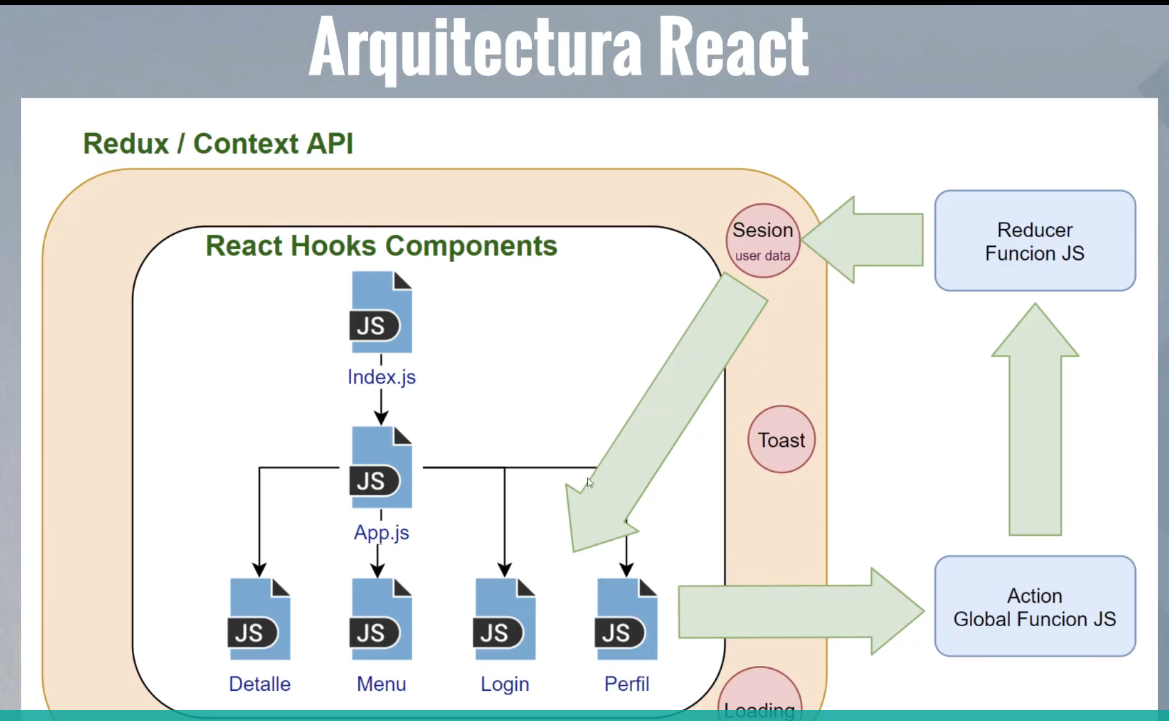 Arquitectura React
Redux / Context API
React Hooks Components
Sesion
user data
Reducer
Funcion JS
JS
Index.js
Toast
JS
App.js
Action
Global Funcion JS
JS
JS
JS
JS
Detalle
Menu
Login
Perfil
Loading